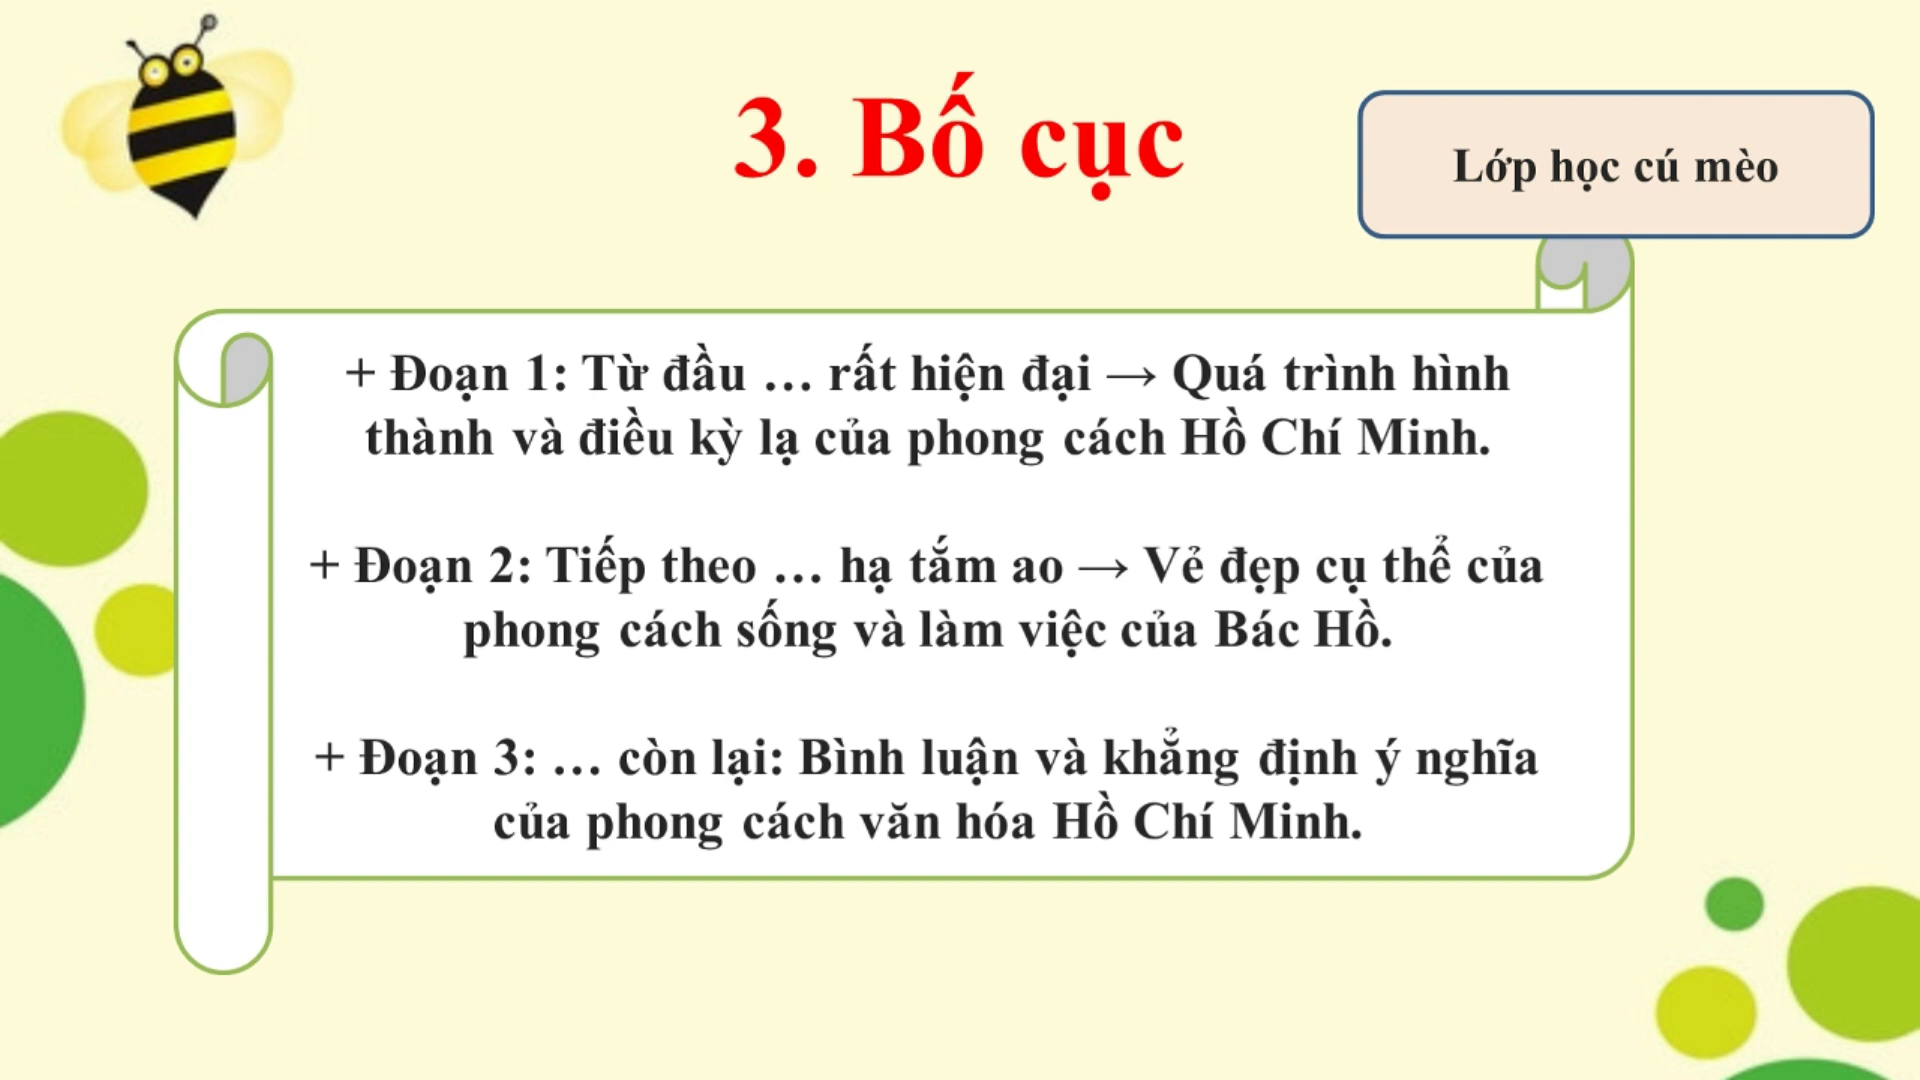 3. Bố cục
Lớp học cú mèo
+ Đoạn 1: Từ đầu … rất hiện đại → Quá trình hình
thành và điều kỳ lạ của phong cách Hồ Chí Minh.
+ Đoạn 2: Tiếp theo … hạ tắm ao → Vẻ đẹp cụ thể của
phong cách sống và làm việc của Bác Hồ.
+ Đoạn 3: … còn lại: Bình luận và khẳng định ý nghĩa
của phong cách văn hóa Hồ Chí Minh.